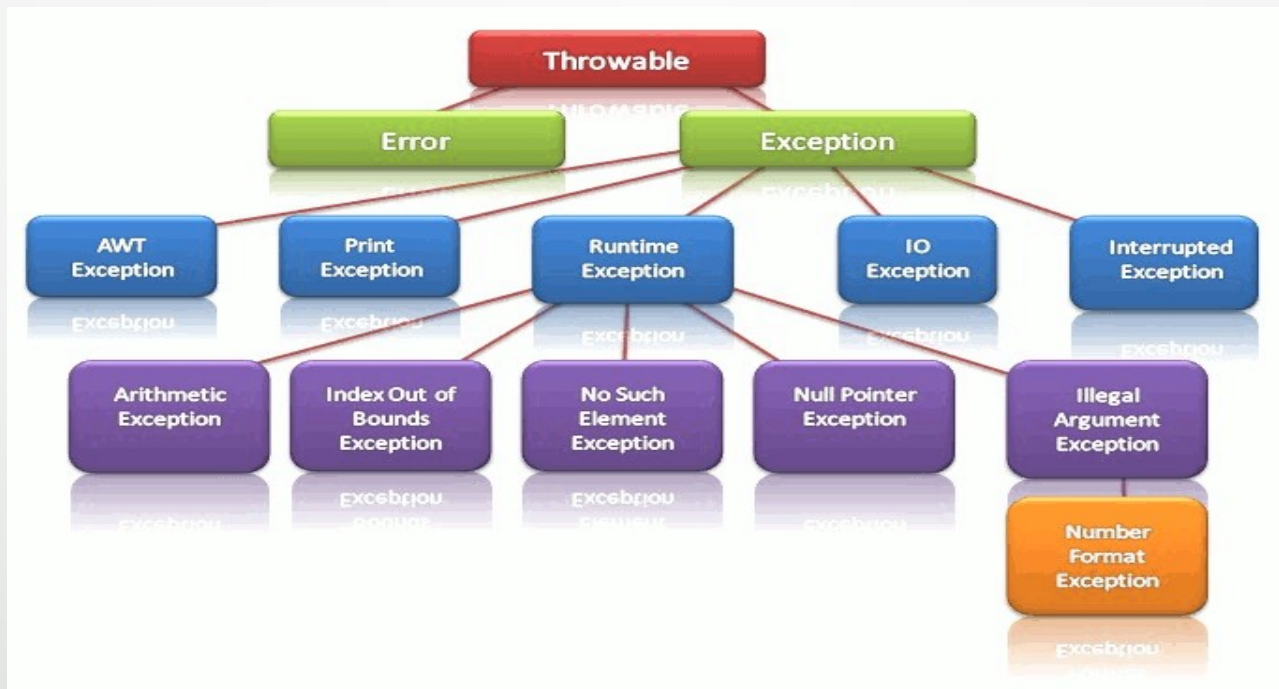 Throwable
Error
Exception
AWT
Exception
Print
Exception
Runtime
Exception
IO
Exception
Interrupted
Exception
Arithmetic
Exception
Index Out of
Bounds
Exception
No Such
Element
Exception
Null Pointer
Exception
Illegal
Argument
Exception
Number
Format
Exception